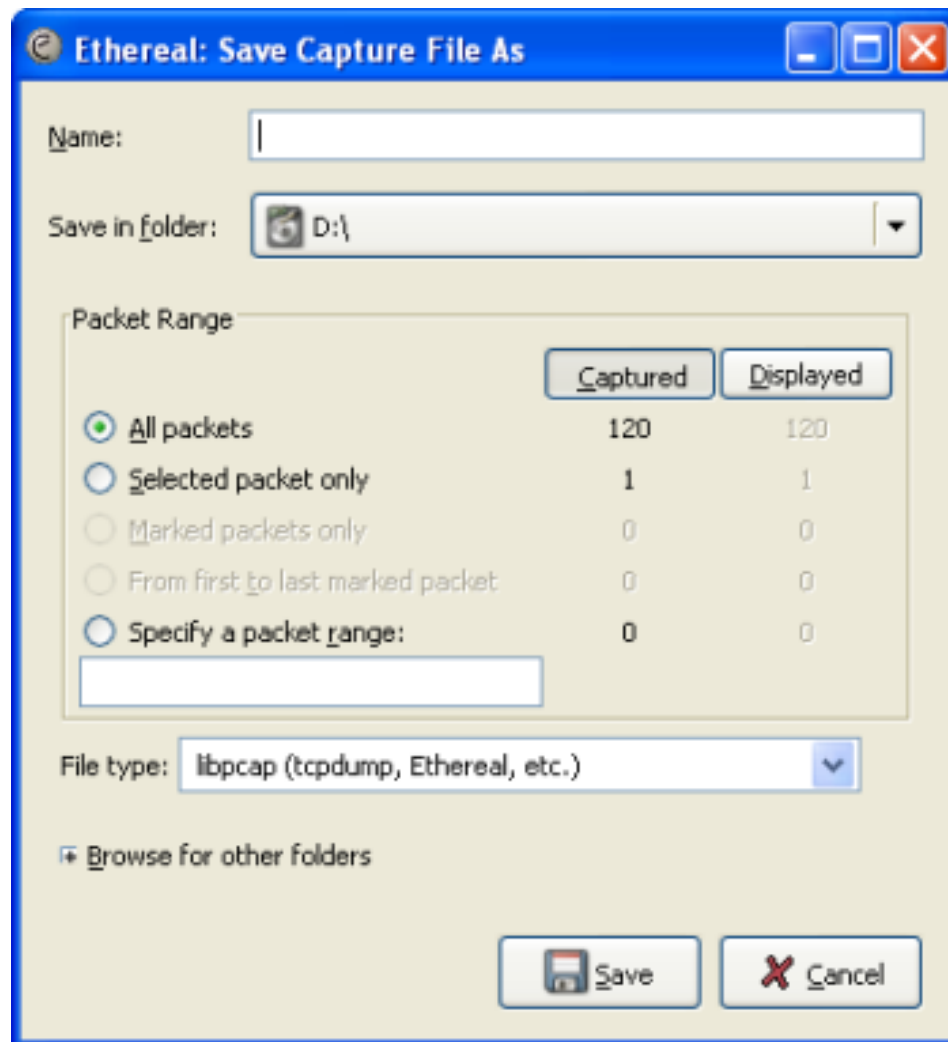 Ethereal: Save Capture File As
Name:
Save in folder: D:\
Packet Range
Captured Displayed
All packets 120 120
Selected packet only 1 1
Marked packets only 0 0
From first to last marked packet 0 0
Specify a packet range: 0 0
File type: libpcap (tcpdump, Ethereal, etc.)
Browse for other folders
Save Cancel